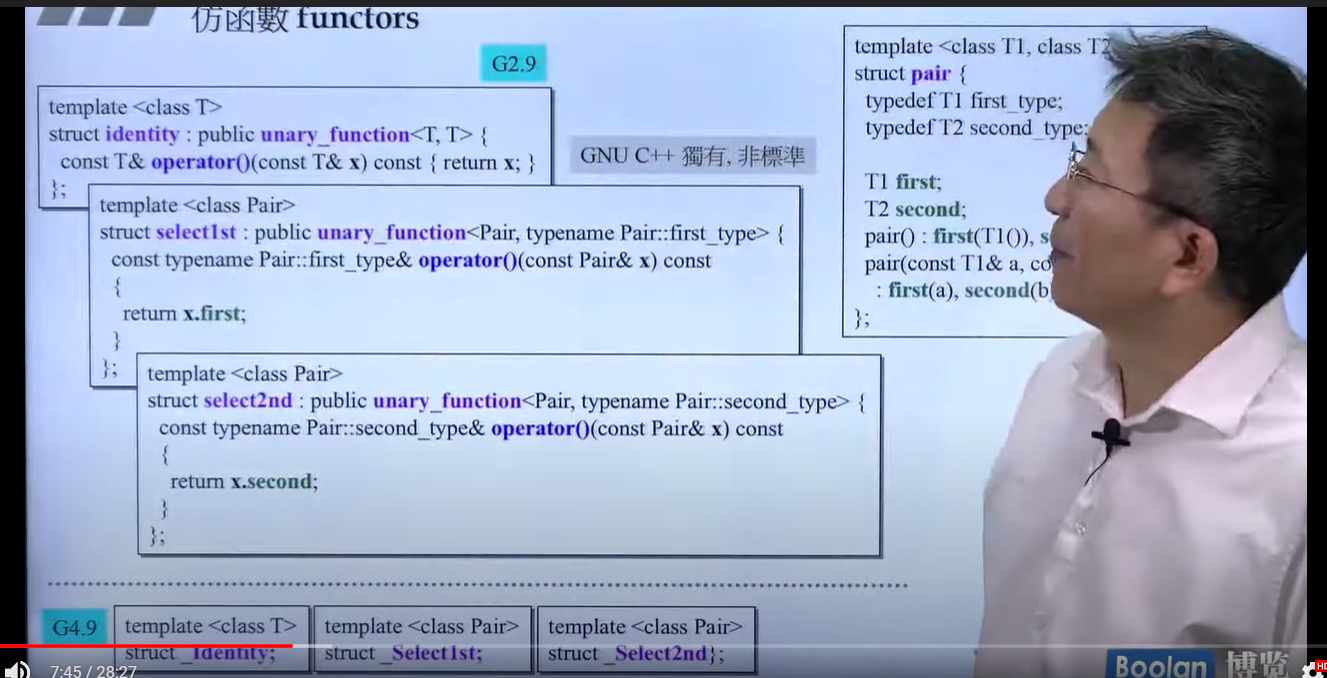 仿函數 functors
G2.9
template <class T>
struct identity : public unary_function<T, T> {
const T& operator()(const T& x) const { return x; }
};
GNU C++ 獨有, 非標準
template <class Pair>
struct select1st : public unary_function<Pair, typename Pair::first_type> {
const typename Pair::first_type& operator()(const Pair& x) const
{
return x.first;
}
};
template <class Pair>
struct select2nd : public unary_function<Pair, typename Pair::second_type> {
const typename Pair::second_type& operator()(const Pair& x) const
{
return x.second;
}
};
template <class T1, class T2
struct pair {
typedef T1 first_type;
typedef T2 second_type;
T1 first;
T2 second;
pair() : first(T1()), s
pair(const T1& a, co
: first(a), second(b
};
G4.9
template <class T>
struct _Identity;
template <class Pair>
struct _Select1st;
template <class Pair>
struct _Select2nd};
7:45 / 28:27
Boolan 博览
HD